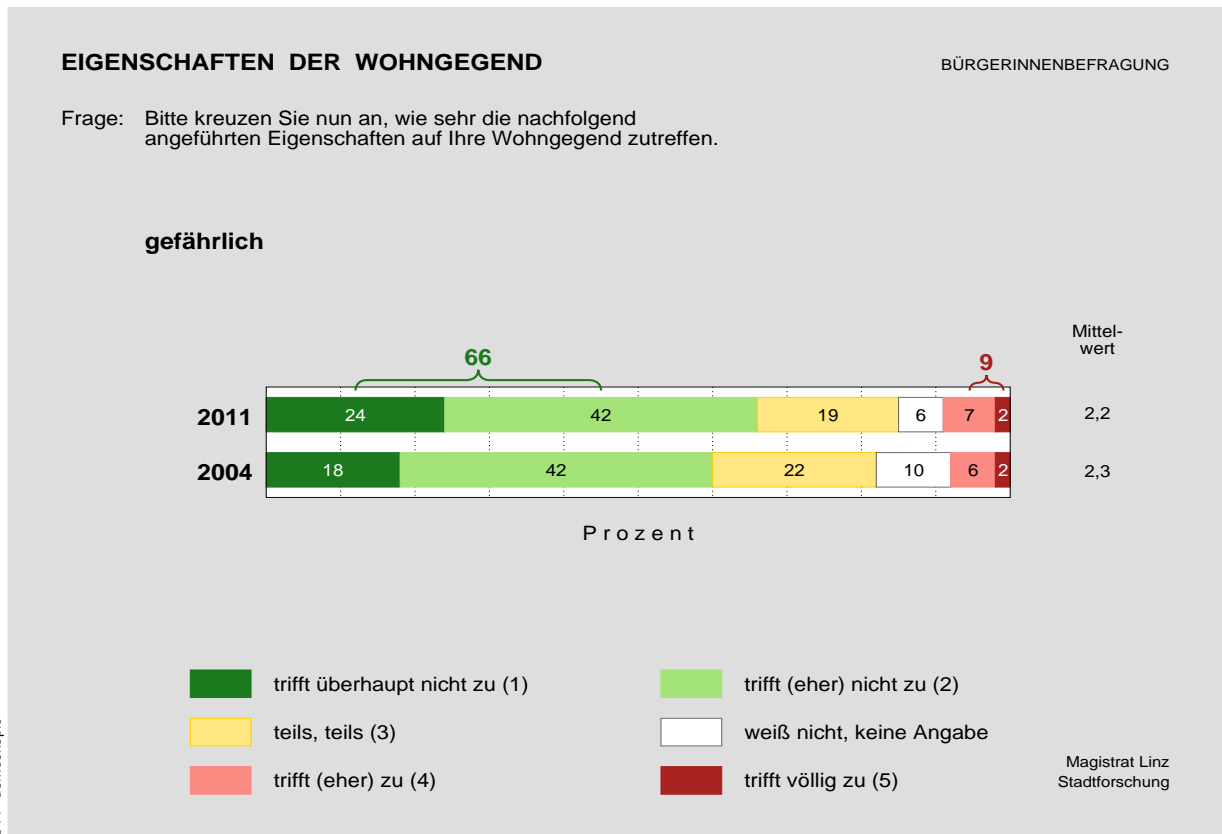 EIGENSCHAFTEN DER WOHNGEGEND
BÜRGERINNENBEFRAGUNG
Frage: Bitte kreuzen Sie nun an, wie sehr die nachfolgend
angeführten Eigenschaften auf Ihre Wohngegend zutreffen.
gefährlich
Mittel-
wert
66
9
2011 24 42 19 6 7 2 2,2
2004 18 42 22 10 6 2 2,3
Prozent
trifft überhaupt nicht zu (1)
trifft (eher) nicht zu (2)
teils, teils (3)
weiß nicht, keine Angabe
trifft (eher) zu (4)
trifft völlig zu (5)
Magistrat Linz
Stadtforschung